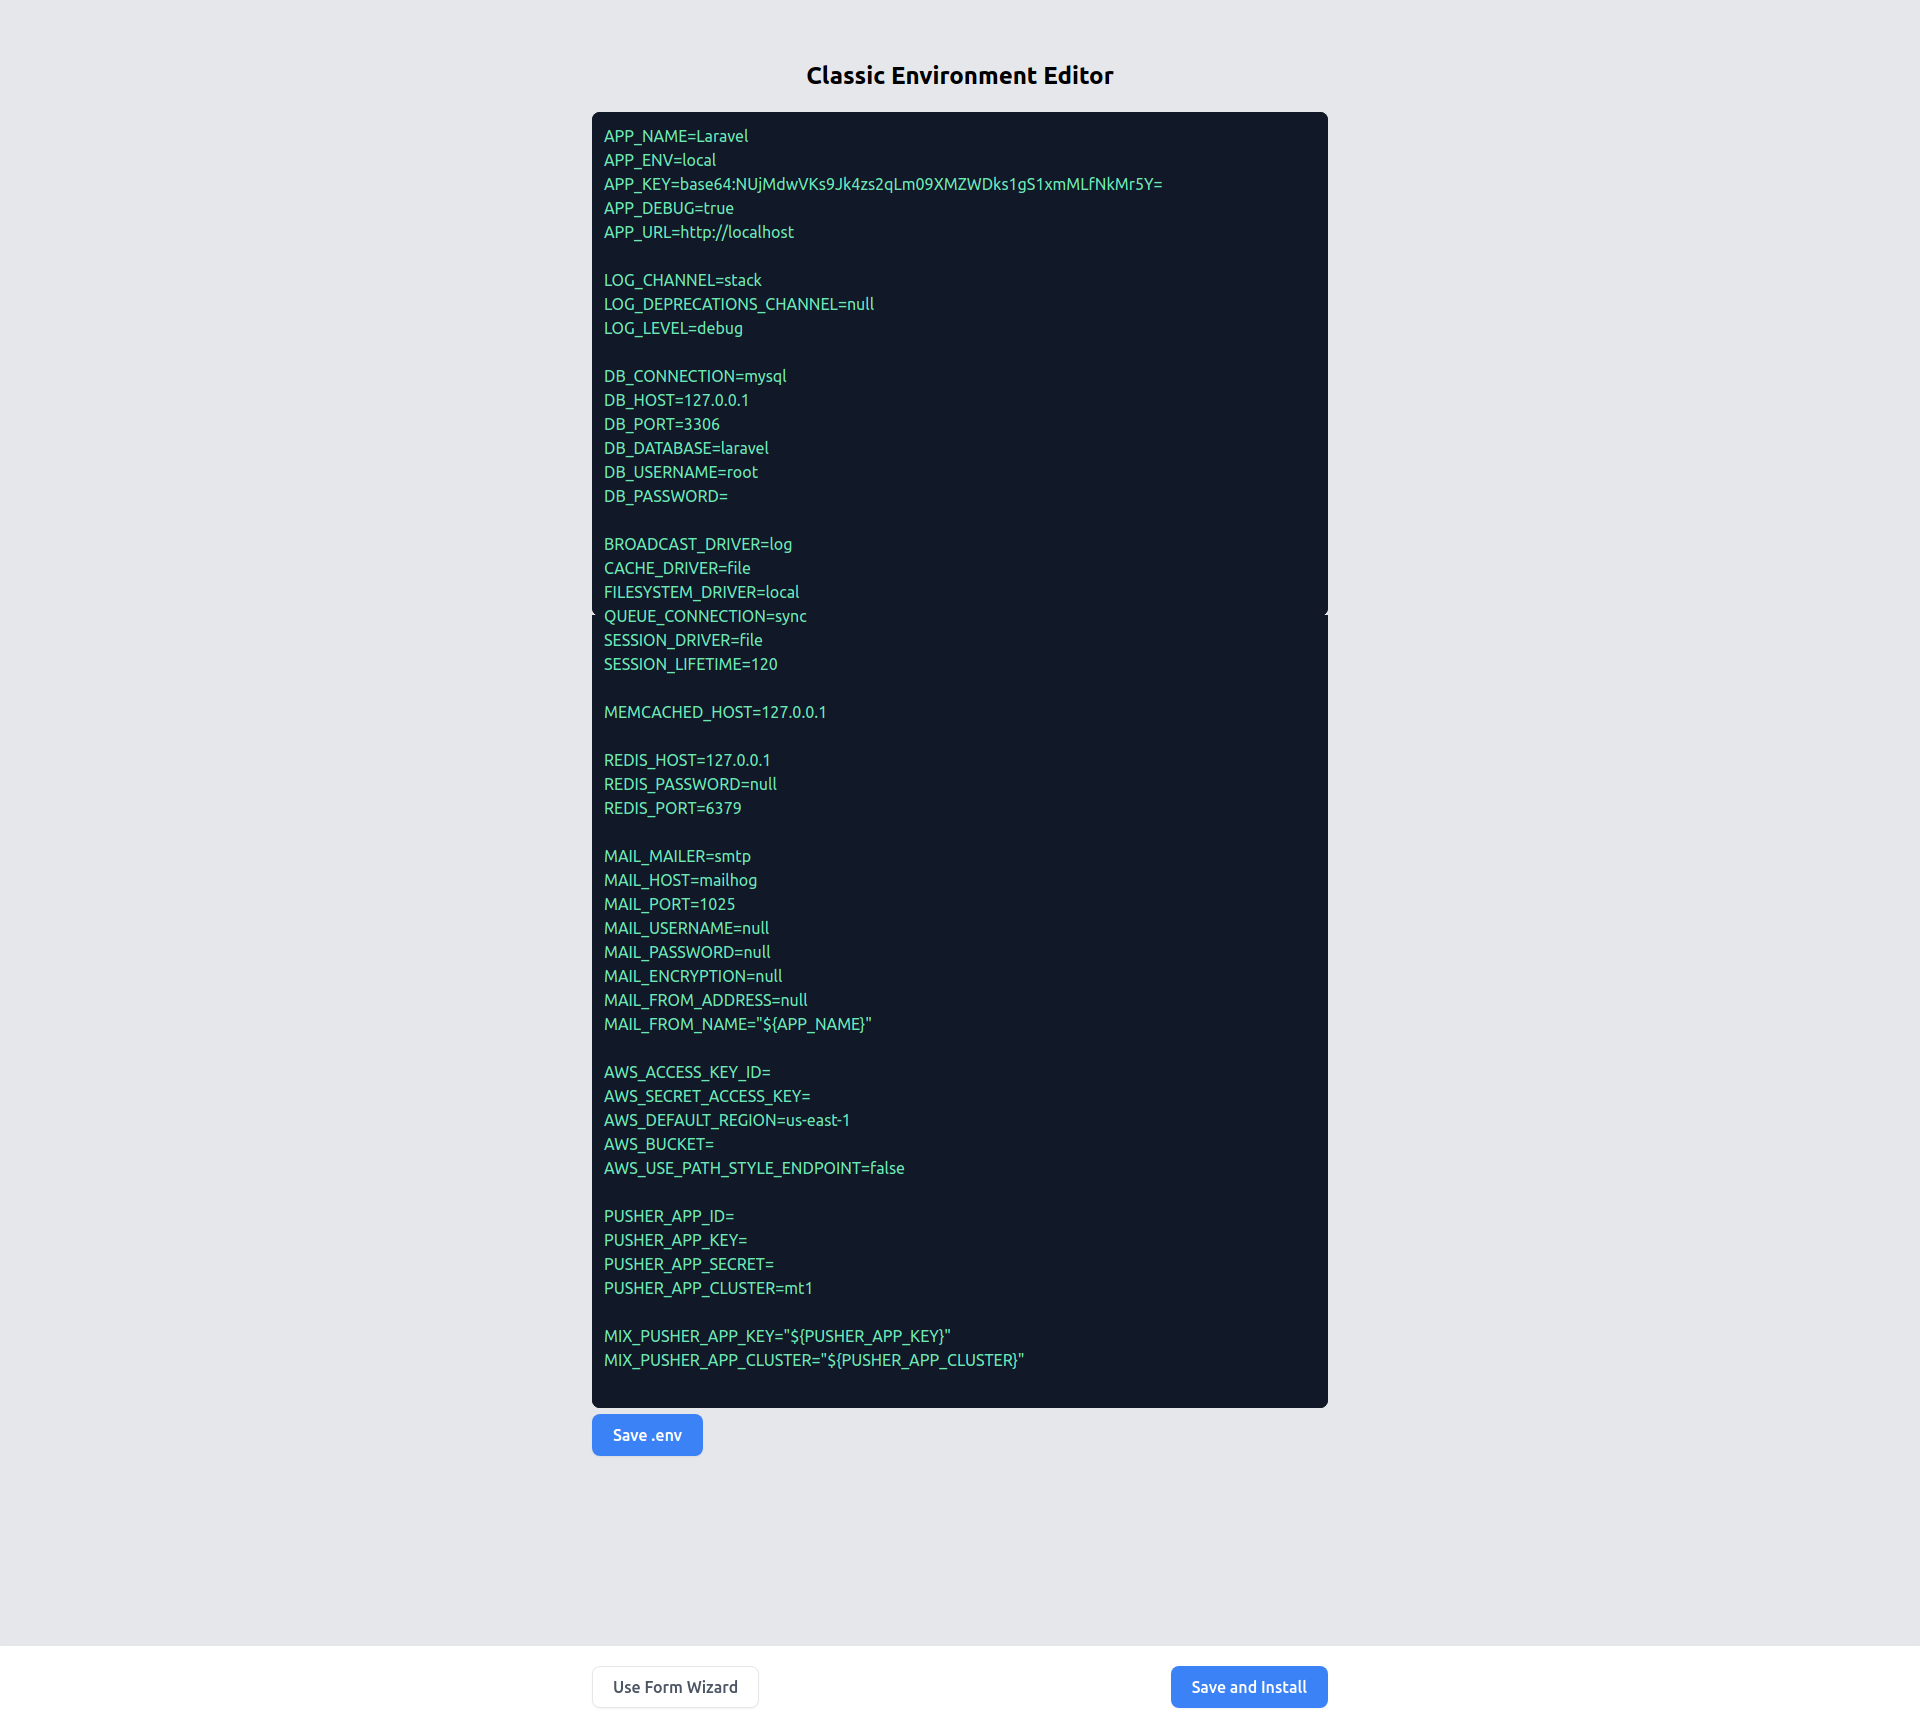 Classic Environment Editor
APP_NAME=Laravel
APP_ENV=local
APP_KEY=base64:NUjMdwVKs9Jk4zs2qLm09XMZWDks1gS1xmMLfNkMr5Y=
APP_DEBUG=true
APP_URL=http://localhost
LOG_CHANNEL=stack
LOG_DEPRECATIONS_CHANNEL=null
LOG_LEVEL=debug
DB_CONNECTION=mysql
DB_HOST=127.0.0.1
DB_PORT=3306
DB_DATABASE=laravel
DB_USERNAME=root
DB_PASSWORD=
BROADCAST_DRIVER=log
CACHE_DRIVER=file
FILESYSTEM_DRIVER=local
QUEUE_CONNECTION=sync
SESSION_DRIVER=file
SESSION_LIFETIME=120
MEMCACHED_HOST=127.0.0.1
REDIS_HOST=127.0.0.1
REDIS_PASSWORD=null
REDIS_PORT=6379
MAIL_MAILER=smtp
MAIL_HOST=mailhog
MAIL_PORT=1025
MAIL_USERNAME=null
MAIL_PASSWORD=null
MAIL_ENCRYPTION=null
MAIL_FROM_ADDRESS=null
MAIL_FROM_NAME="${APP_NAME}"
AWS_ACCESS_KEY_ID=
AWS_SECRET_ACCESS_KEY=
AWS_DEFAULT_REGION=us-east-1
AWS_BUCKET=
AWS_USE_PATH_STYLE_ENDPOINT=false
PUSHER_APP_ID=
PUSHER_APP_KEY=
PUSHER_APP_SECRET=
PUSHER_APP_CLUSTER=mt1
MIX_PUSHER_APP_KEY="${PUSHER_APP_KEY}"
MIX_PUSHER_APP_CLUSTER="${PUSHER_APP_CLUSTER}"
Save .env
Use Form Wizard
Save and Install